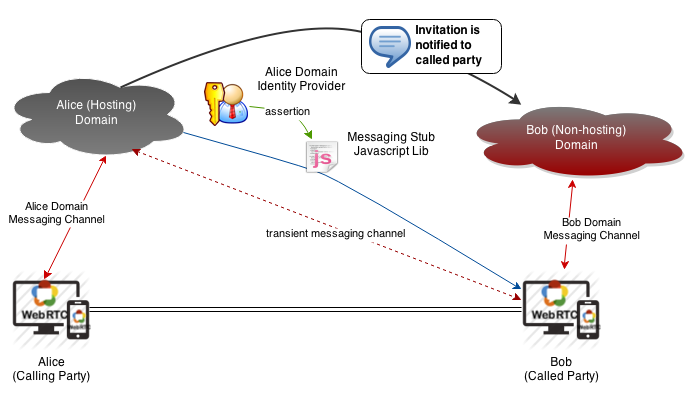 Invitation is
notified to
called party
Alice Domain
Identity Provider
Alice (Hosting)
Domain
assertion
Bob (Non-hosting)
Domain
Messaging Stub
Javascript Lib
js
Alice Domain
Messaging Channel
transient messaging channel
Bob Domain
Messaging Channel
WebRTC
WebRTC
WebRTC
WebRTC
Alice
(Calling Party)
Bob
(Called Party)